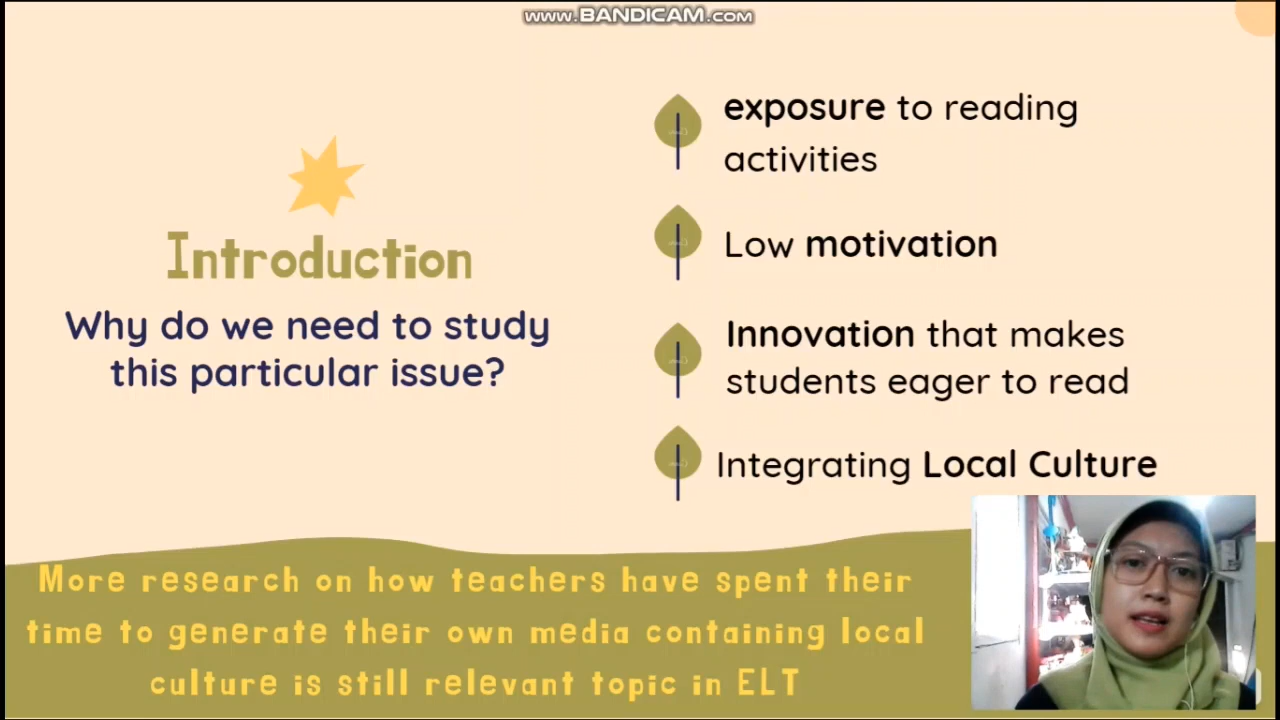 www.BANDICAM.com
Introduction
Why do we need to study
this particular issue?
exposure to reading
activities
Low motivation
Innovation that makes
students eager to read
Integrating Local Culture
More research on how teachers have spent their
time to generate their own media containing local
culture is still relevant topic in ELT